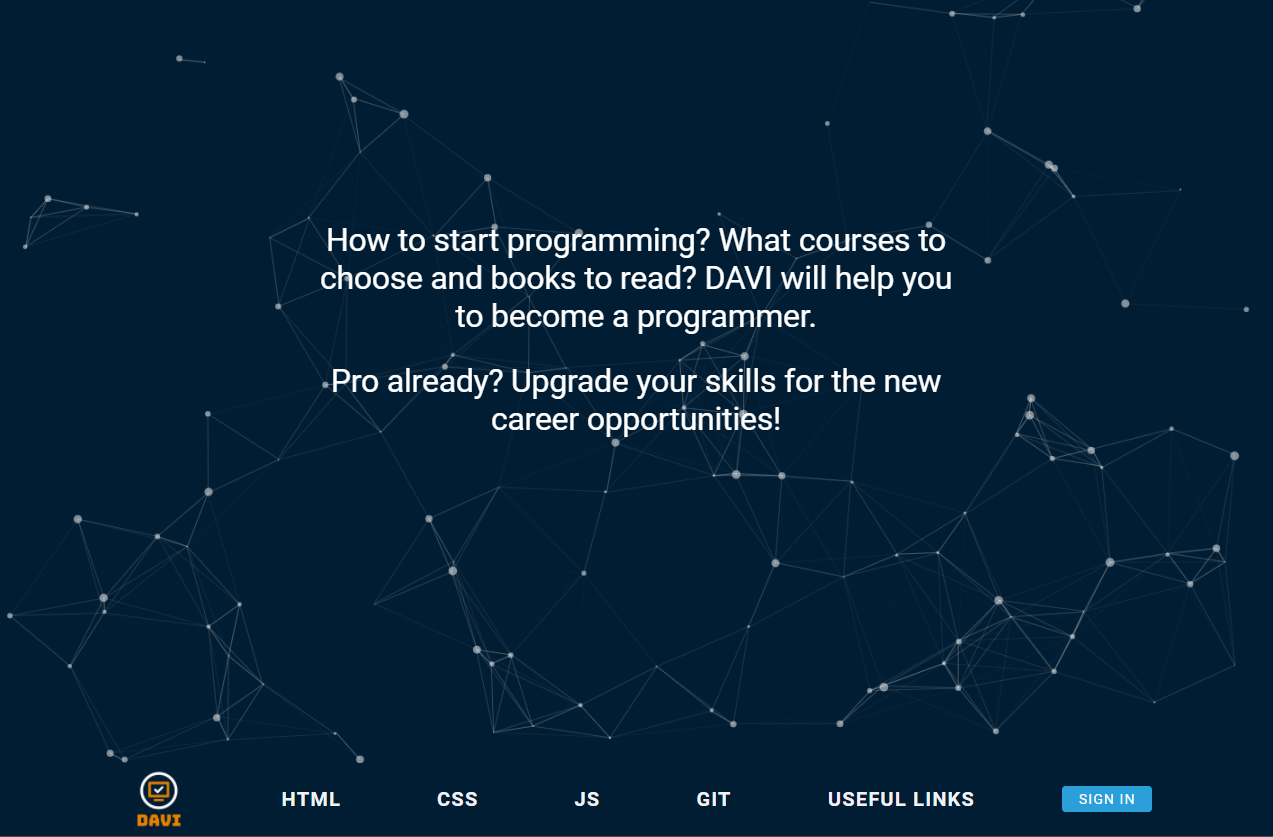 How to start programming? What courses to
choose and books to read? DAVI will help you
to become a programmer.
Pro already? Upgrade your skills for the new
career opportunities!
DAVI
HTML
CSS
JS
GIT
USEFUL LINKS
SIGN IN